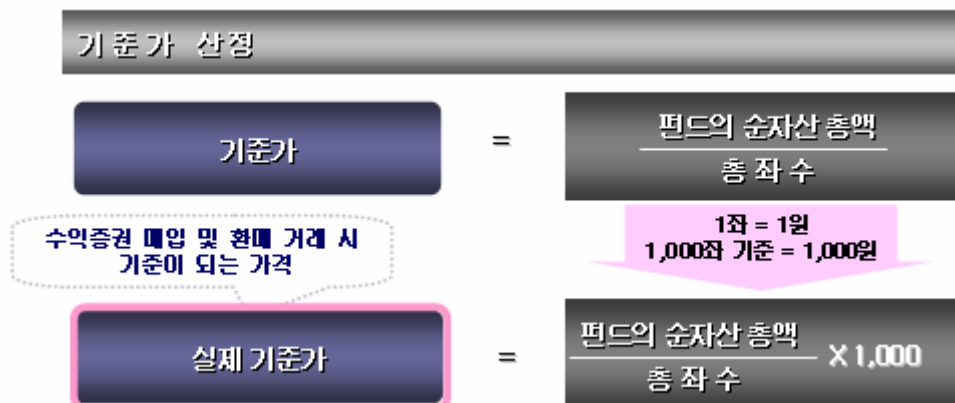 기준가 산정
기준가
=
펀드의 순자산 총액
총 좌 수
수익증권 매입 및 환매 거래 시
기준이 되는 가격
1좌 = 1원
1,000좌 기준 = 1,000원
실제 기준가
=
펀드의 순자산 총액
총 좌 수
X 1,000